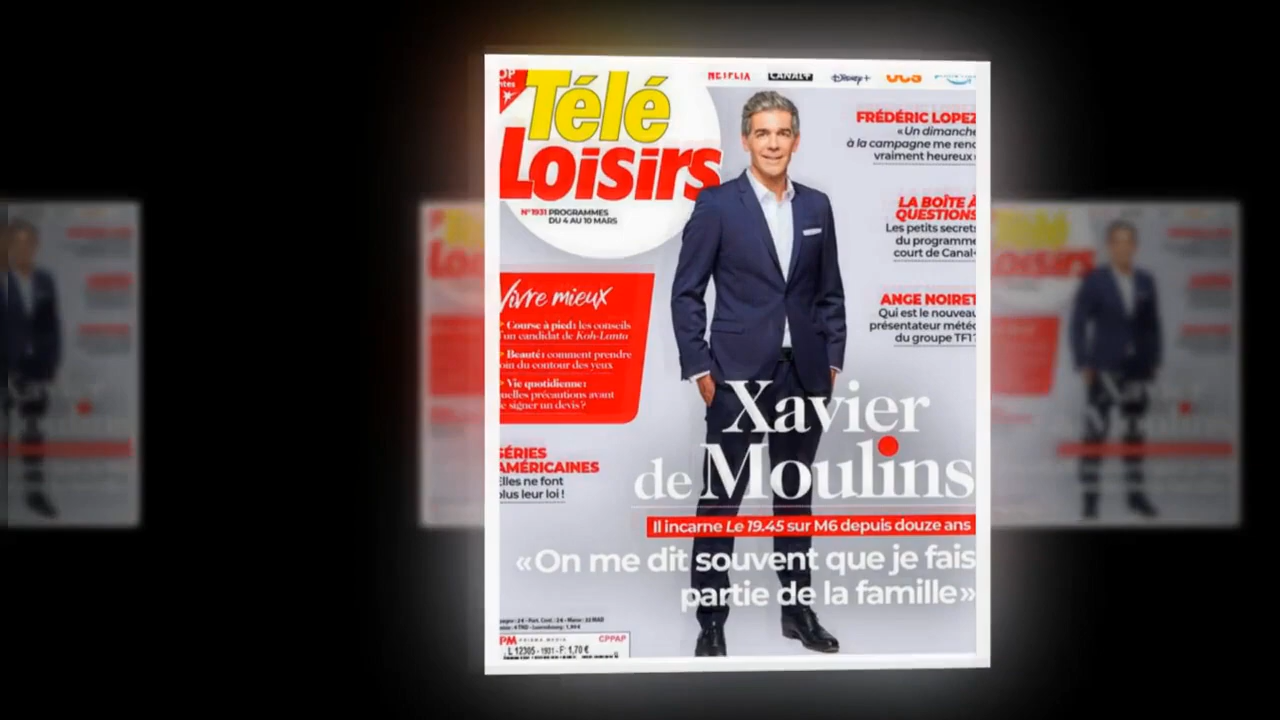 TOP
NETFLIX CANAL+ Disney+ OCS
Télé
Loisirs
N°1931 PROGRAMMES
DU 4 AU 10 MARS
FRÉDÉRIC LOPEZ
«Un dimanche
à la campagne me rend
vraiment heureux»
LA BOÎTE À
QUESTIONS
Les petits secrets
du programme
court de Canal+
ANGE NOIRET
Qui est le nouveau
présentateur météo
du groupe TF1?
Vivre mieux
Course à pied: les conseils
d'un candidat de Koh-Lanta
Beauté: comment prendre
soin du contour des yeux
Vie quotidienne:
quelles précautions avant
de signer un devis?
SÉRIES
AMÉRICAINES
Elles ne font
plus leur loi!
Xavier
de Moulins
Il incarne Le 19.45 sur M6 depuis douze ans
«On me dit souvent que je fais
partie de la famille»
PM PRISMA MEDIA CPPAP
L 12305 - 1931 - F: 1,70 €